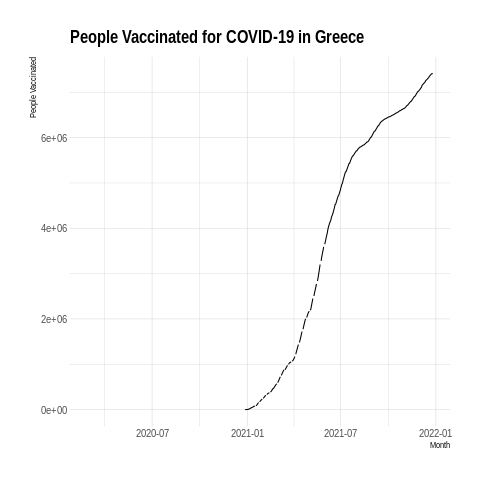 People Vaccinated for COVID-19 in Greece
People Vaccinated
6e+06
4e+06
2e+06
0e+00
2020-07 2021-01 2021-07 2022-01
Month